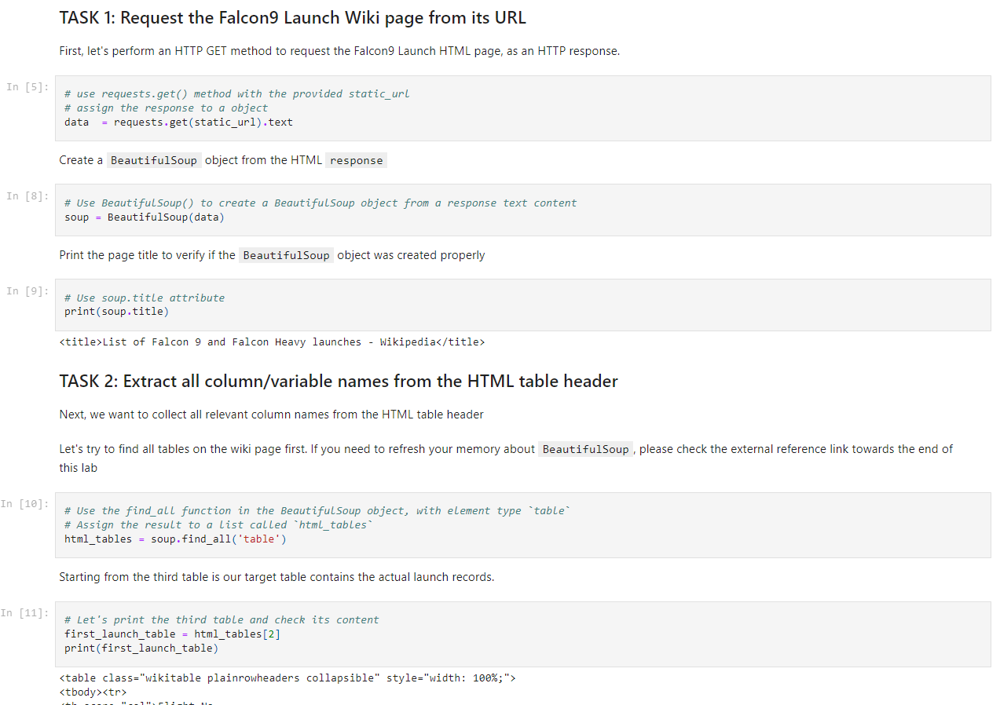 TASK 1: Request the Falcon9 Launch Wiki page from its URL
First, let's perform an HTTP GET method to request the Falcon9 Launch HTML page, as an HTTP response.
In [5]:
# use requests.get() method with the provided static_url
# assign the response to a object
data  = requests.get(static_url).text
Create a BeautifulSoup object from the HTML response
In [8]:
# Use BeautifulSoup() to create a BeautifulSoup object from a response text content
soup = BeautifulSoup(data)
Print the page title to verify if the BeautifulSoup object was created properly
In [9]:
# Use soup.title attribute
print(soup.title)
<title>List of Falcon 9 and Falcon Heavy launches - Wikipedia</title>
TASK 2: Extract all column/variable names from the HTML table header
Next, we want to collect all relevant column names from the HTML table header
Let's try to find all tables on the wiki page first. If you need to refresh your memory about BeautifulSoup, please check the external reference link towards the end of
this lab
In [10]:
# Use the find_all function in the BeautifulSoup object, with element type `table`
# Assign the result to a list called `html_tables`
html_tables = soup.find_all('table')
Starting from the third table is our target table contains the actual launch records.
In [11]:
# Let's print the third table and check its content
first_launch_table = html_tables[2]
print(first_launch_table)
<table class="wikitable plainrowheaders collapsible" style="width: 100%;">
<tbody><tr>